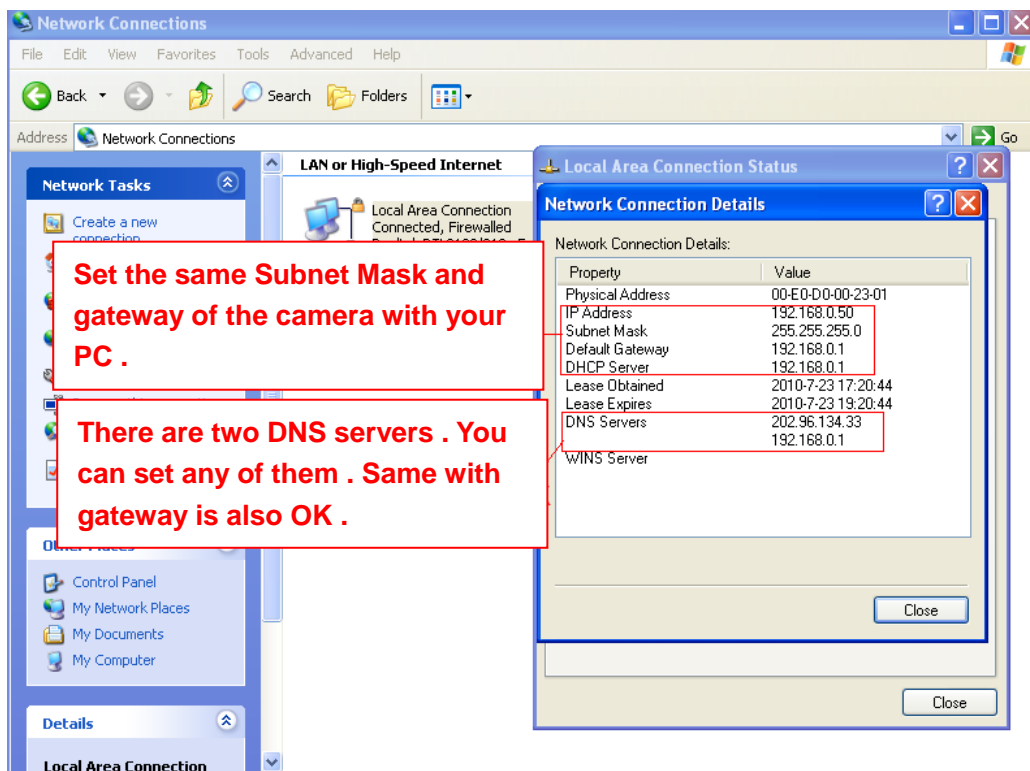 Network Connections
File Edit View Favorites Tools Advanced Help
Back Search Folders
Address Network Connections Go
Network Tasks
Create a new
connection
LAN or High-Speed Internet
Local Area Connection
Connected, Firewalled
Set the same Subnet Mask and
gateway of the camera with your
PC .
There are two DNS servers . You
can set any of them . Same with
gateway is also OK .
Control Panel
My Network Places
My Documents
My Computer
Details
Local Area Connection
Local Area Connection Status
Network Connection Details
Network Connection Details:
Property Value
Physical Address 00-E0-D0-00-23-01
IP Address 192.168.0.50
Subnet Mask 255.255.255.0
Default Gateway 192.168.0.1
DHCP Server 192.168.0.1
Lease Obtained 2010-7-23 17:20:44
Lease Expires 2010-7-23 19:20:44
DNS Servers 202.96.134.33
192.168.0.1
WINS Server
Close
Close